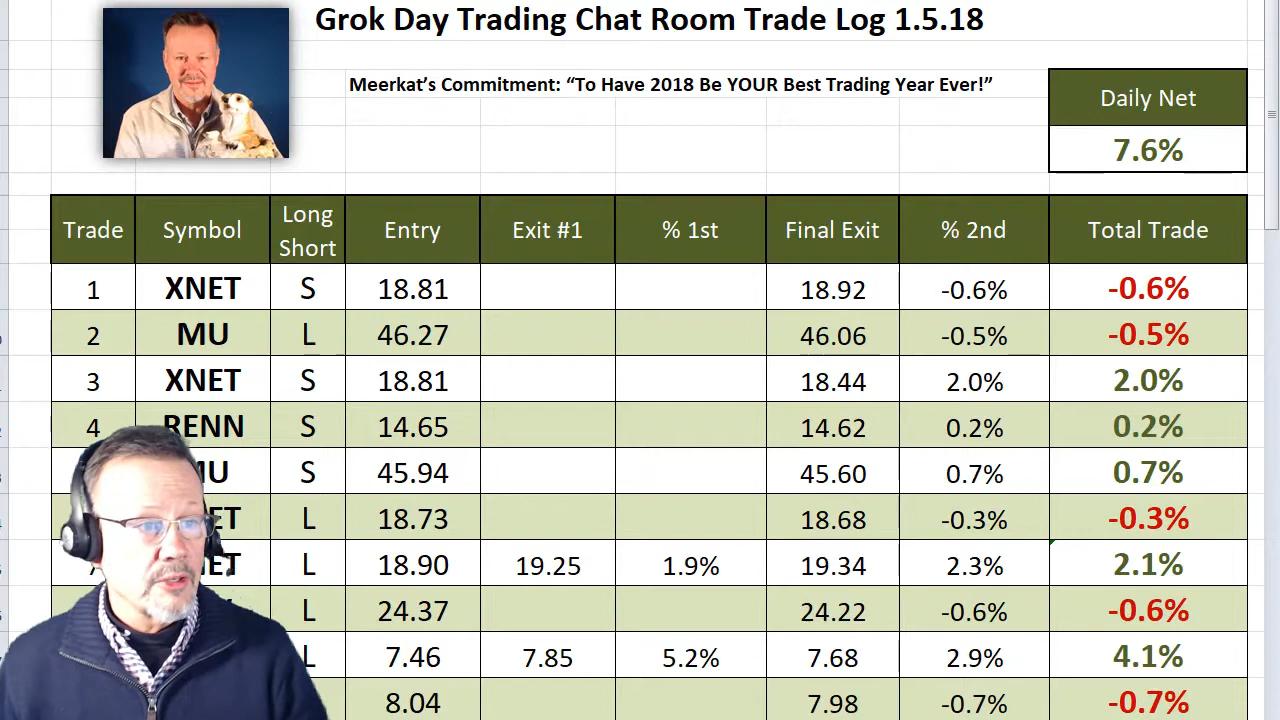 Grok Day Trading Chat Room Trade Log 1.5.18
Meerkat's Commitment: “To Have 2018 Be YOUR Best Trading Year Ever!”
Daily Net
7.6%
Trade Symbol Long Short Entry Exit #1 % 1st Final Exit % 2nd Total Trade
1 XNET S 18.81 18.92 -0.6% -0.6%
2 MU L 46.27 46.06 -0.5% -0.5%
3 XNET S 18.81 18.44 2.0% 2.0%
4 RENN S 14.65 14.62 0.2% 0.2%
S 45.94 45.60 0.7% 0.7%
L 18.73 18.68 -0.3% -0.3%
L 18.90 19.25 1.9% 19.34 2.3% 2.1%
L 24.37 24.22 -0.6% -0.6%
L 7.46 7.85 5.2% 7.68 2.9% 4.1%
8.04 7.98 -0.7% -0.7%